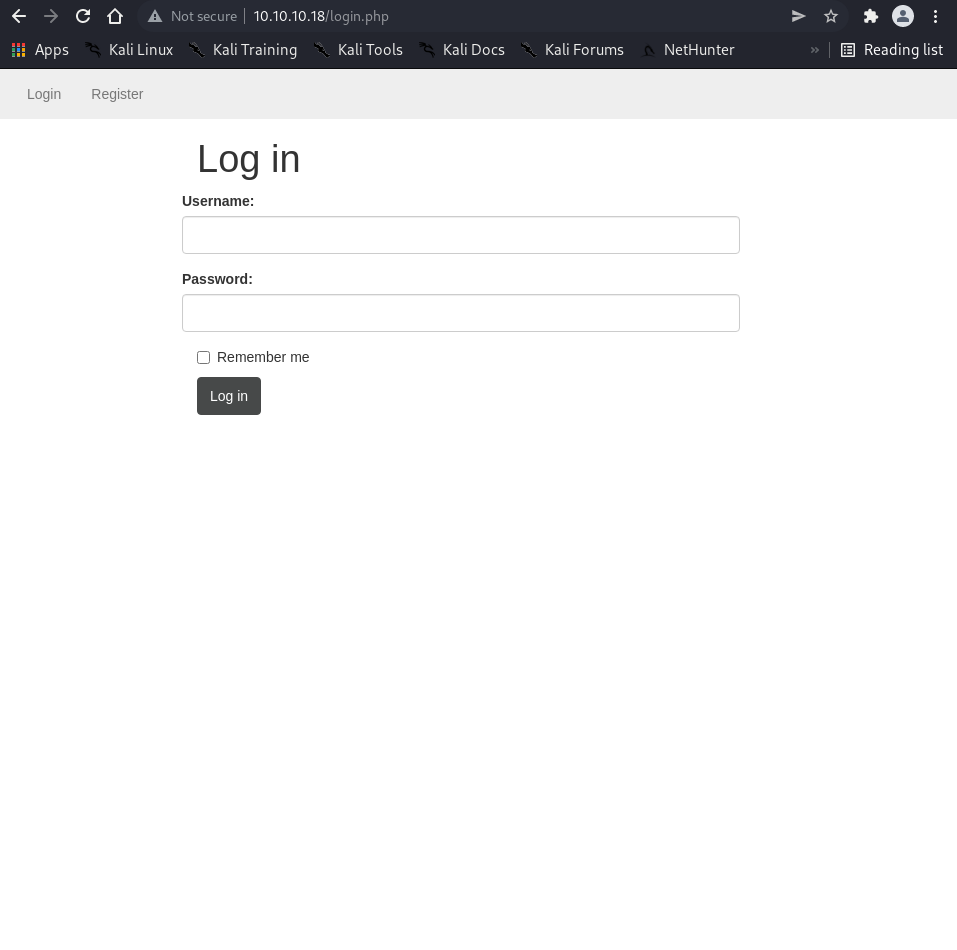 Not secure 10.10.10.18/login.php
Apps Kali Linux Kali Training Kali Tools Kali Docs Kali Forums NetHunter » Reading list
Login Register
Log in
Username:
Password:
Remember me
Log in